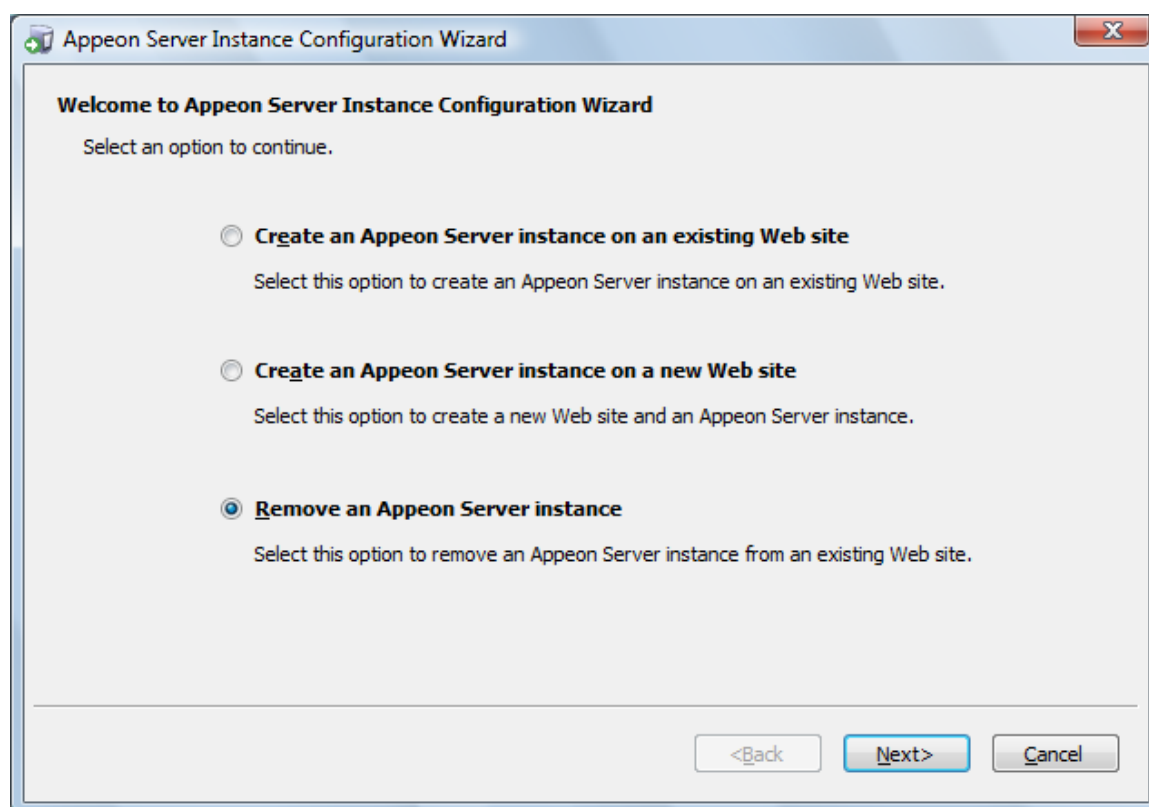 Appeon Server Instance Configuration Wizard
Welcome to Appeon Server Instance Configuration Wizard
Select an option to continue.
Create an Appeon Server instance on an existing Web site
Select this option to create an Appeon Server instance on an existing Web site.
Create an Appeon Server instance on a new Web site
Select this option to create a new Web site and an Appeon Server instance.
Remove an Appeon Server instance
Select this option to remove an Appeon Server instance from an existing Web site.
<Back Next> Cancel